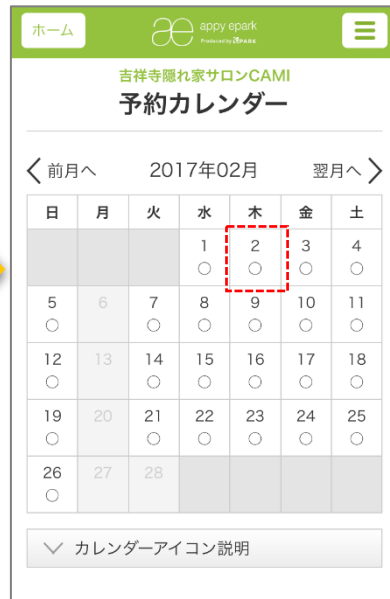 ホーム
appy epark
Produced by EPARK
吉祥寺隠れ家サロンCAMI
予約カレンダー
前月へ 2017年02月 翌月へ
日 月 火 水 木 金 土
1 2 3 4
○ ○ ○ ○
5 6 7 8 9 10 11
○ ○ ○ ○ ○ ○
12 13 14 15 16 17 18
○ ○ ○ ○ ○ ○
19 20 21 22 23 24 25
○ ○ ○ ○ ○ ○
26 27 28
○
カレンダーアイコン説明